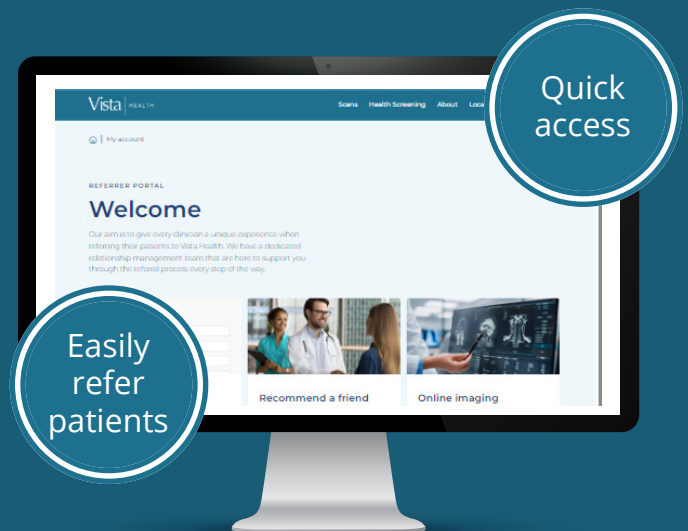 Quick
access
Vista HEALTH
Scans Health Screening About
My account
REFERRER PORTAL
Welcome
Our aim is to give every clinician a unique experience when
referring their patients to Vista Health. We have a dedicated
relationship management team that are here to support you
through the referral process every step of the way.
Easily
refer
patients
Recommend a friend
Online imaging